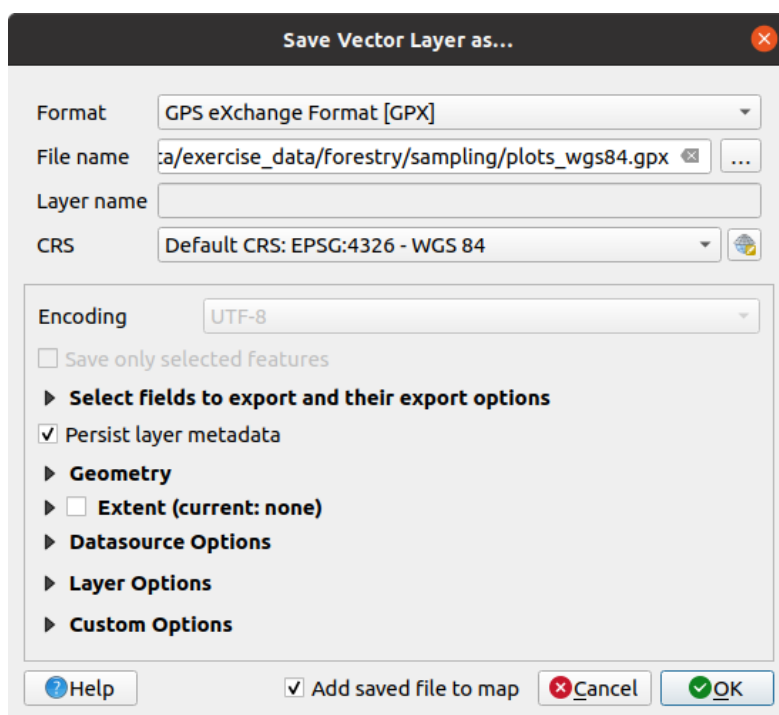 Save Vector Layer as...
Format GPS eXchange Format [GPX]
File name ta/exercise_data/forestry/sampling/plots_wgs84.gpx ...
Layer name
CRS Default CRS: EPSG:4326 - WGS 84
Encoding UTF-8
Save only selected features
Select fields to export and their export options
Persist layer metadata
Geometry
Extent (current: none)
Datasource Options
Layer Options
Custom Options
Help Add saved file to map Cancel OK